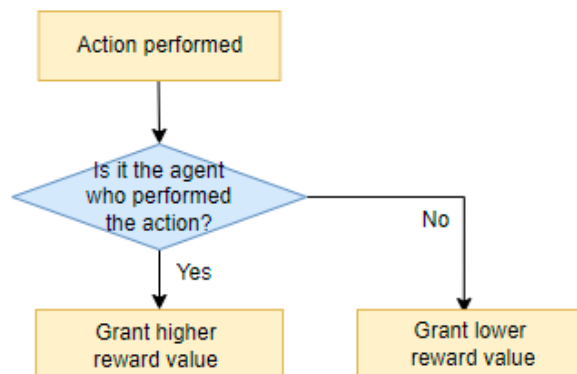 Action performed
Is it the agent
who performed
the action?
No
Yes
Grant higher
reward value
Grant lower
reward value